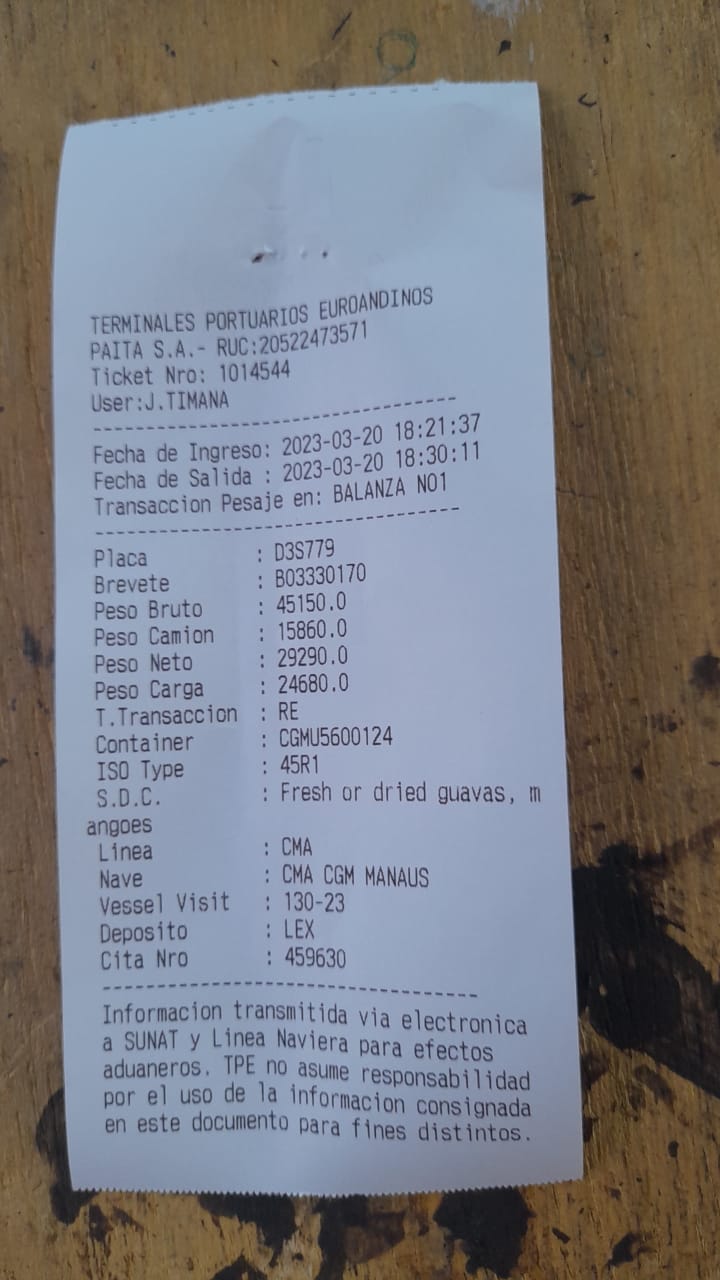 TERMINALES PORTUARIOS EUROANDINOS
PAITA S.A.- RUC:20522473571
Ticket Nro: 1014544
User:J.TIMANA
---------------------------------
Fecha de Ingreso: 2023-03-20 18:21:37
Fecha de Salida : 2023-03-20 18:30:11
Transaccion Pesaje en: BALANZA NO1
---------------------------------
Placa : D3S779
Brevete : B03330170
Peso Bruto : 45150.0
Peso Camion : 15860.0
Peso Neto : 29290.0
Peso Carga : 24680.0
T.Transaccion : RE
Container : CGMU5600124
ISO Type : 45R1
S.D.C. : Fresh or dried guavas, m
angoes
Linea : CMA
Nave : CMA CGM MANAUS
Vessel Visit : 130-23
Deposito : LEX
Cita Nro : 459630
---------------------------------
Informacion transmitida via electronica
a SUNAT y Linea Naviera para efectos
aduaneros. TPE no asume responsabilidad
por el uso de la informacion consignada
en este documento para fines distintos.